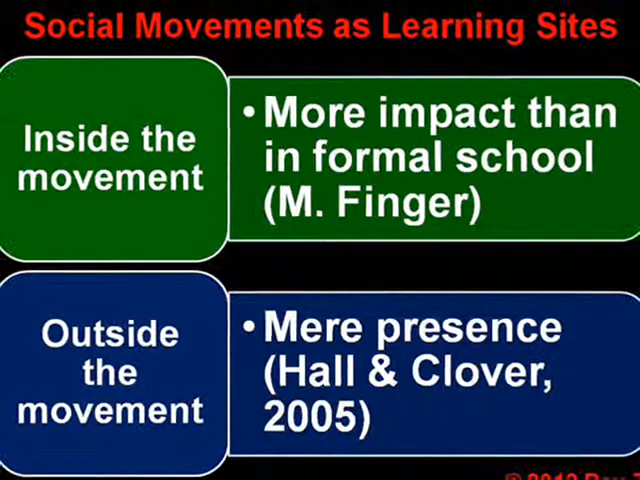 Social Movements as Learning Sites
Inside the
movement
• More impact than
in formal school
(M. Finger)
Outside
the
movement
• Mere presence
(Hall & Clover,
2005)